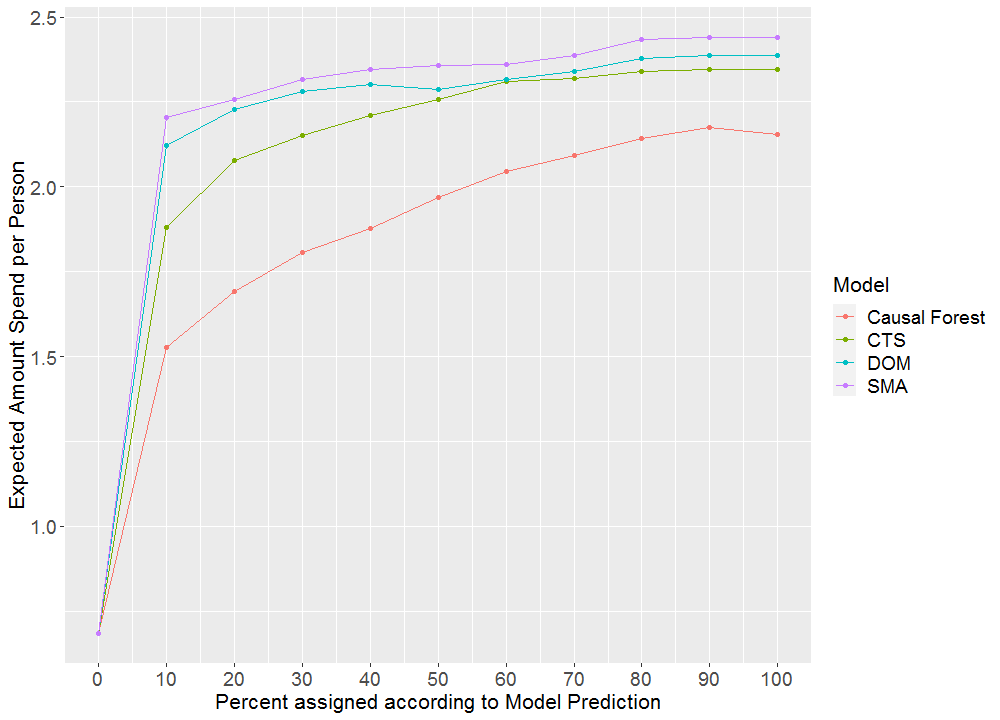 2.5
2.0
1.5
1.0
Expected Amount Spend per Person
0 10 20 30 40 50 60 70 80 90 100
Percent assigned according to Model Prediction
Model
Causal Forest
CTS
DOM
SMA